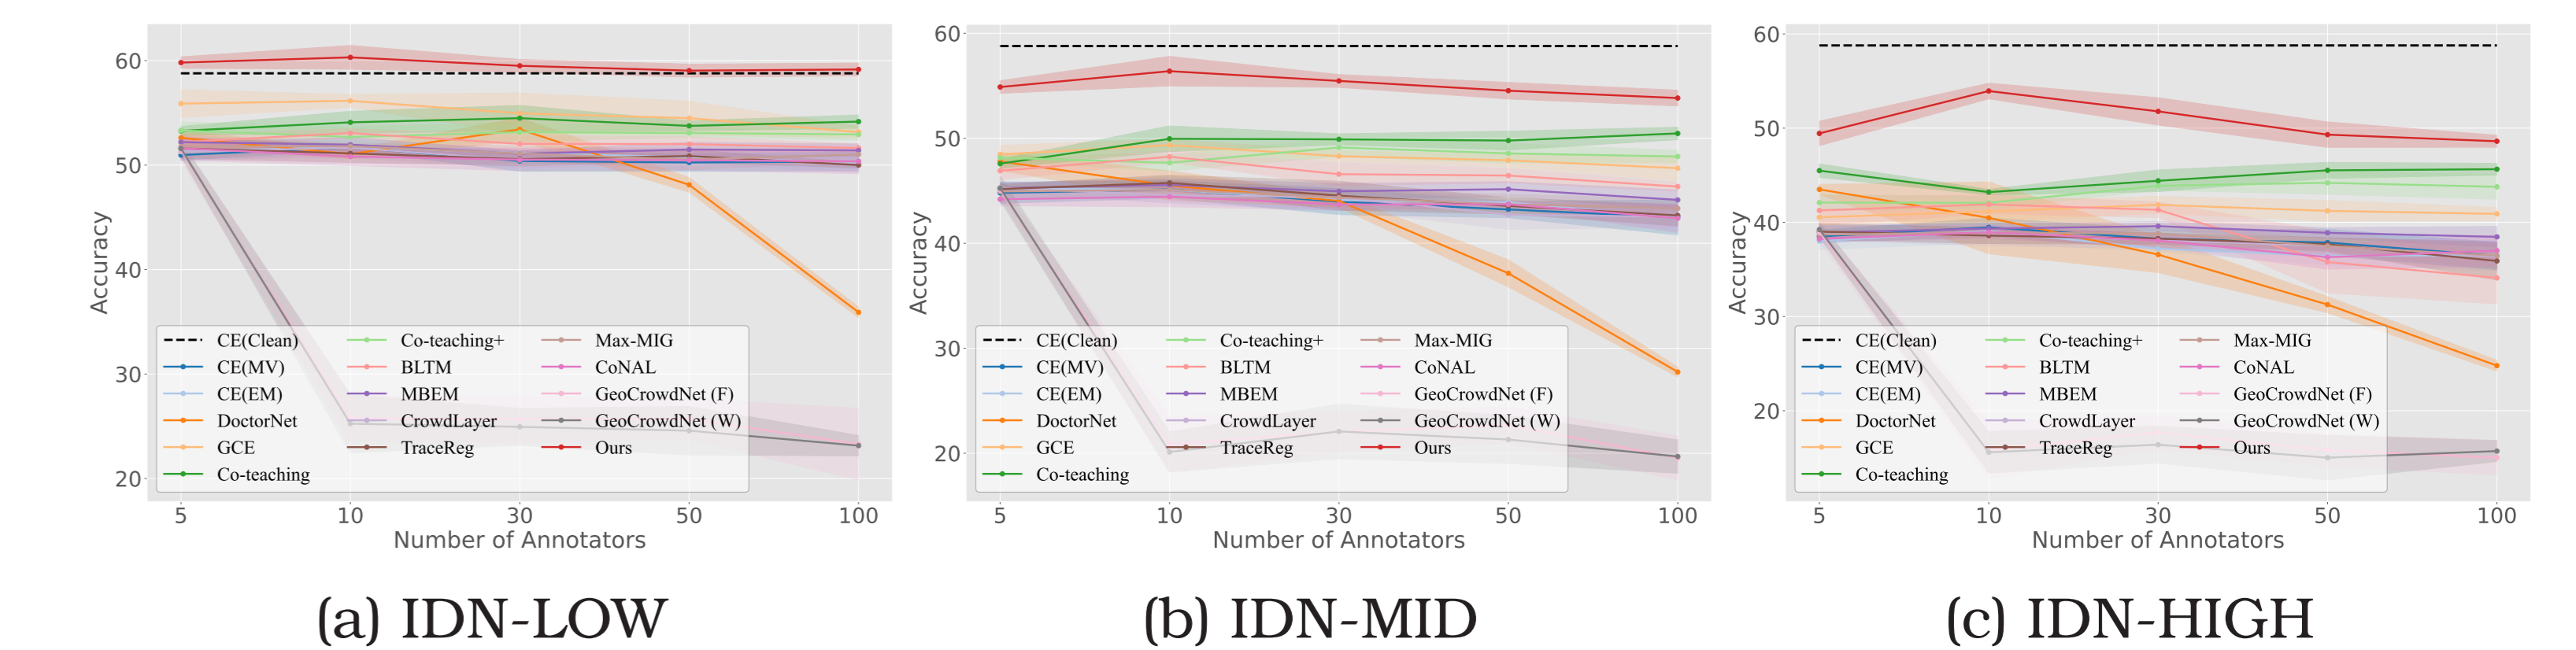 60
50
40
30
20
Accuracy
CE(Clean)
CE(MV)
CE(EM)
DoctorNet
GCE
Co-teaching
Co-teaching+
BLTM
MBEM
CrowdLayer
TraceReg
Max-MIG
CoNAL
GeoCrowdNet (F)
GeoCrowdNet (W)
Ours
5 10 30 50 100
Number of Annotators
(a) IDN-LOW
60
50
40
30
20
Accuracy
CE(Clean)
CE(MV)
CE(EM)
DoctorNet
GCE
Co-teaching
Co-teaching+
BLTM
MBEM
CrowdLayer
TraceReg
Max-MIG
CoNAL
GeoCrowdNet (F)
GeoCrowdNet (W)
Ours
5 10 30 50 100
Number of Annotators
(b) IDN-MID
60
50
40
30
20
Accuracy
CE(Clean)
CE(MV)
CE(EM)
DoctorNet
GCE
Co-teaching
Co-teaching+
BLTM
MBEM
CrowdLayer
TraceReg
Max-MIG
CoNAL
GeoCrowdNet (F)
GeoCrowdNet (W)
Ours
5 10 30 50 100
Number of Annotators
(c) IDN-HIGH